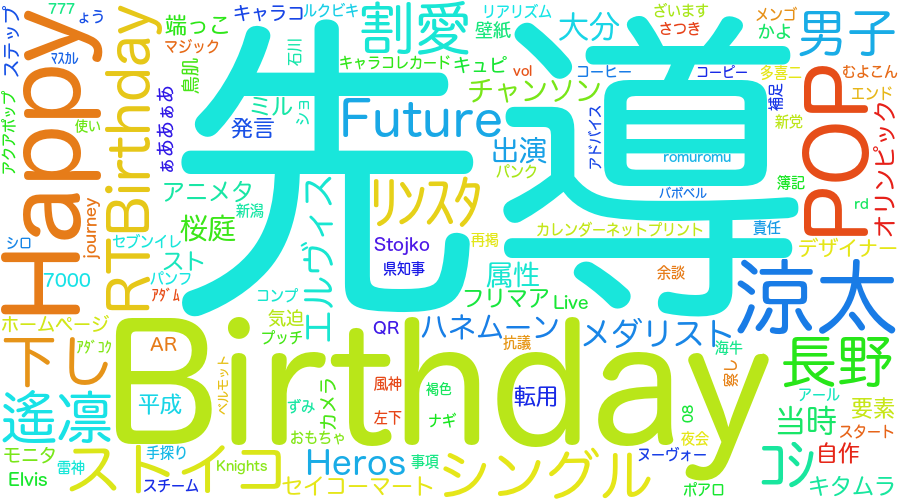 777
ょう
キャラコ
ルクビキ
リアリズム
ざいます
メンゴ
ステップ
ﾏｽｶﾚ
端っこ
マジック
石川
割愛
壁紙
大分
さつき
かよ
男子
Happy
RTBirthday
鳥肌
キャラコレカード
キュピ
vol
コーヒー
コーピー
多喜二
むよこん
アクアポップ
使い
ぁああぁああ
ミル
ショ
チャンソン
補足
エンド
発言
Future
アドバイス
新党
オリンピック
先導
出演
パンク
romuromu
POP
アニメタ
エルヴィス
リンスタ
バボベル
簿記
rd
新潟
journey
桜庭
カレンダーネットプリント
責任
シロ
セブンイレ
Stojko
再掲
デザイナー
スト
県知事
属性
余談
涼太
7000
パンフ
ｱﾀﾞﾑ
コンプ
フリマア
Live
ホームページ
気迫
プッチ
QR
ハネムーン
メダリスト
下し
ｱﾀﾞｺｸ
AR
Birthday
抗議
海牛
長野
ベルモット
風神
褐色
転用
察し
アール
遙凛
平成
ずみ
カメラ
左下
ナギ
08
当時
要素
モニタ
手探り
おもちゃ
夜会
スタート
Elvis
雷神
ストイコ
Knights
Heros
事項
シングル
ヌーヴォー
コシ
自作
スチーム
セイコーマート
ポアロ
キタムラ